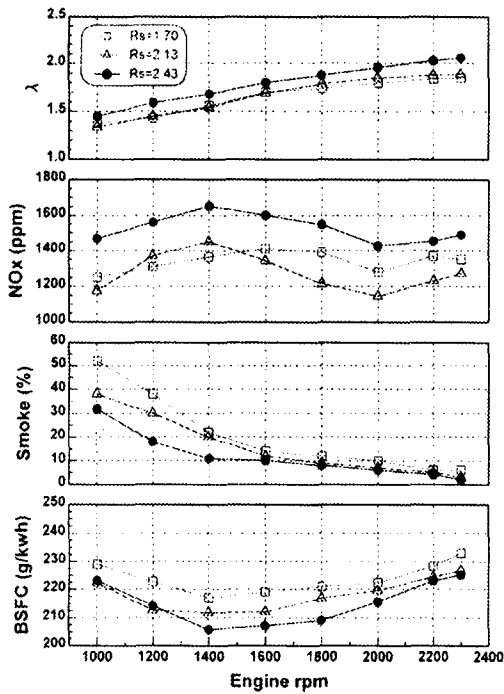 2.5
Rs=1.70
Rs=2.13
Rs=2.43
2.0
λ
1.5
1.0
1800
1600
NOx (ppm)
1400
1200
1000
60
50
40
Smoke (%)
30
20
10
0
240
230
BSFC (g/kwh)
220
210
200
1000 1200 1400 1600 1800 2000 2200 2400
Engine rpm